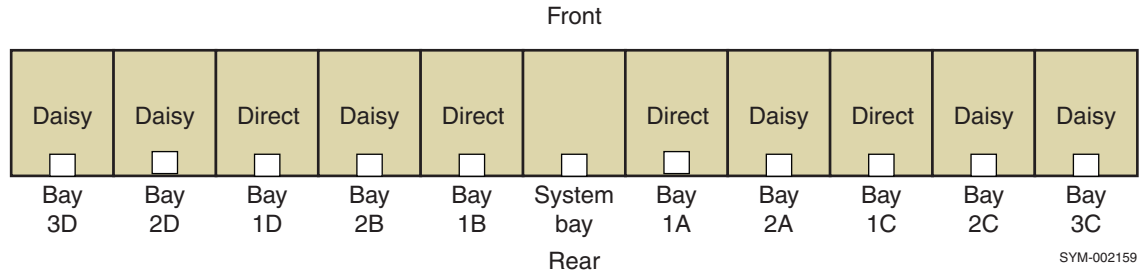 Front
Daisy Daisy Direct Daisy Direct Direct Daisy Direct Daisy Daisy
Bay Bay Bay Bay Bay System Bay Bay Bay Bay Bay
3D 2D 1D 2B 1B bay 1A 2A 1C 2C 3C
Rear
SYM-002159